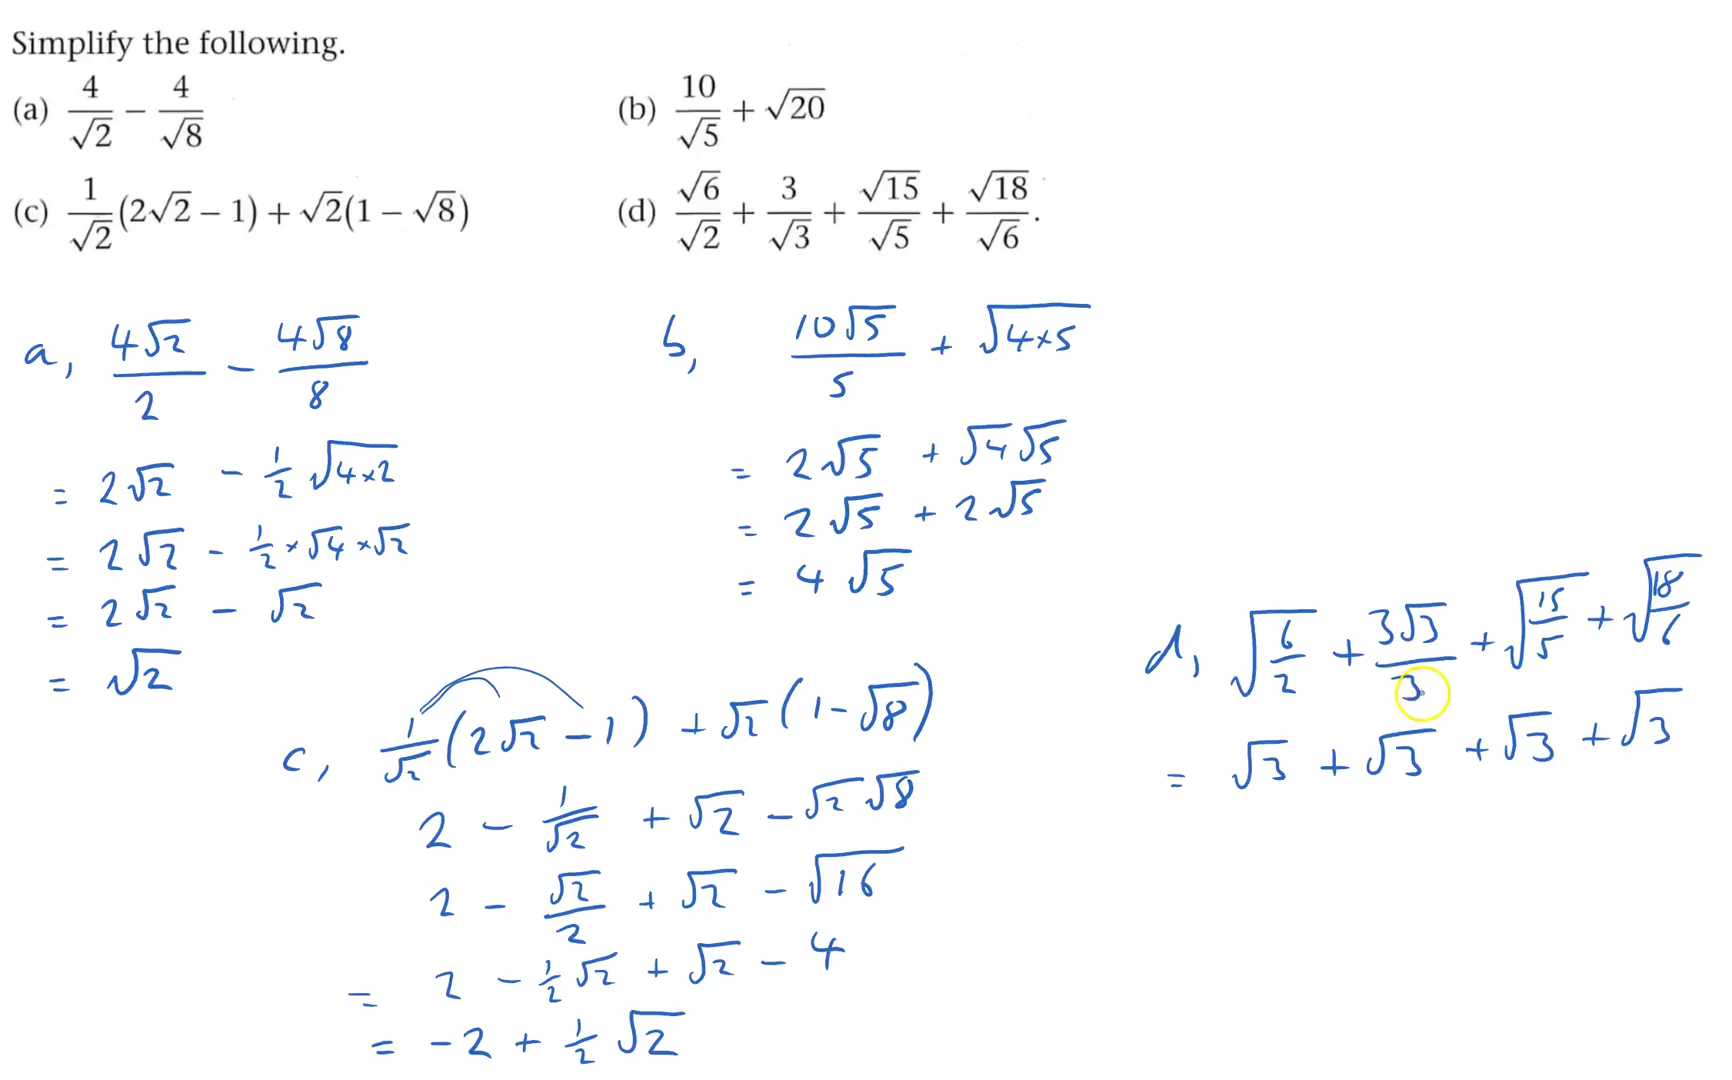 Simplify the following.
(a) 4/√2 − 4/√8
(b) 10/√5 + √20
(c) 1/√2(2√2 − 1) + √2(1 − √8)
(d) √6/√2 + 3/√3 + √15/√5 + √18/√6.
a, 4√2/2 − 4√8/8
= 2√2 − 1/2 √(4×2)
= 2√2 − 1/2 × √4 × √2
= 2√2 − √2
= √2
b, 10√5/5 + √(4×5)
= 2√5 + √4√5
= 2√5 + 2√5
= 4√5
c, 1/√2(2√2 − 1) + √2(1 − √8)
2 − 1/√2 + √2 − √2√8
2 − √2/2 + √2 − √16
= 2 − 1/2 √2 + √2 − 4
= −2 + 1/2 √2
d, √(6/2) + 3√3/3 + √(15/5) + √(18/6)
= √3 + √3 + √3 + √3